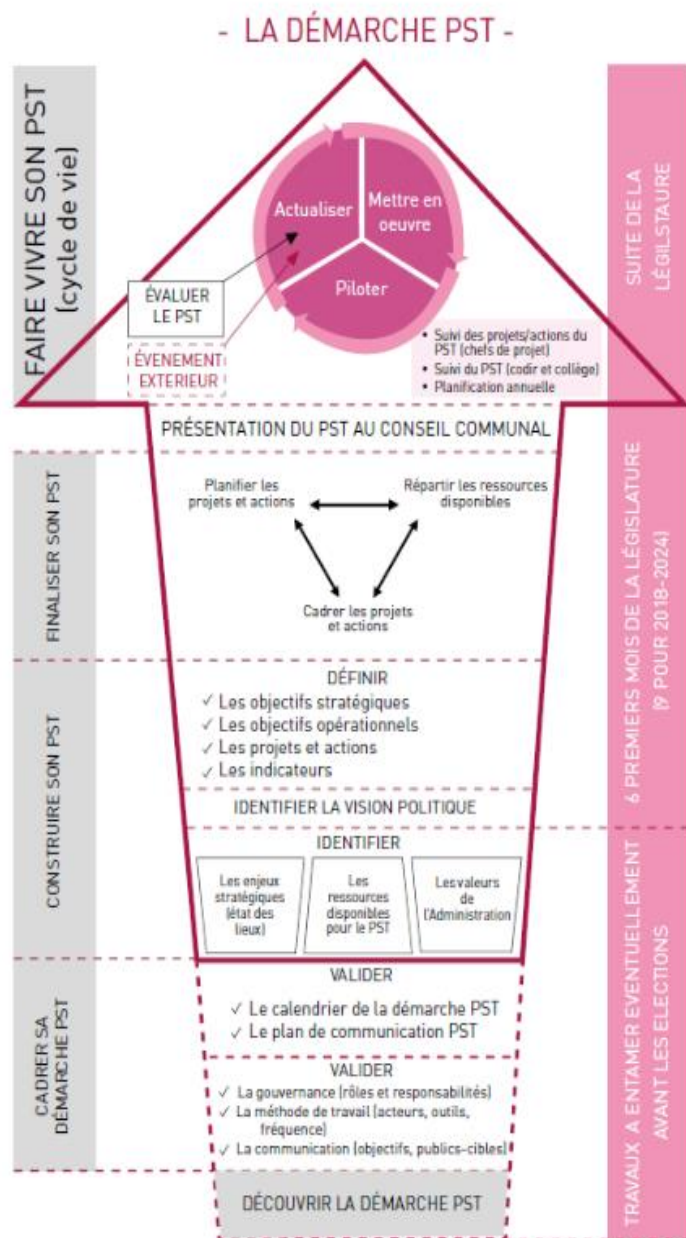 - LA DÉMARCHE PST -
FAIRE VIVRE SON PST
(cycle de vie)
Actualiser
Mettre en
oeuvre
Piloter
ÉVALUER
LE PST
ÉVENEMENT
EXTERIEUR
• Suivi des projets/actions du
PST (chefs de projet)
• Suivi du PST (codir et collège)
• Planification annuelle
SUITE DE LA
LÉGILSTAURE
PRÉSENTATION DU PST AU CONSEIL COMMUNAL
FINALISER SON PST
Planifier les
projets et actions
Répartir les ressources
disponibles
Cadrer les projets
et actions
6 PREMIERS MOIS DE LA LÉGISLATURE
(9 POUR 2018-2024)
CONSTRUIRE SON PST
DÉFINIR
✓ Les objectifs stratégiques
✓ Les objectifs opérationnels
✓ Les projets et actions
✓ Les indicateurs
IDENTIFIER LA VISION POLITIQUE
IDENTIFIER
Les enjeux
stratégiques
(état des
lieux)
Les
ressources
disponibles
pour le PST
Les valeurs
de
l'Administration
TRAVAUX A ENTAMER EVENTUELLEMENT
AVANT LES ELECTIONS
CADRER SA
DÉMARCHE PST
VALIDER
✓ Le calendrier de la démarche PST
✓ Le plan de communication PST
VALIDER
✓ La gouvernance (rôles et responsabilités)
✓ La méthode de travail (acteurs, outils,
fréquence)
✓ La communication (objectifs, publics-cibles)
DÉCOUVRIR LA DÉMARCHE PST